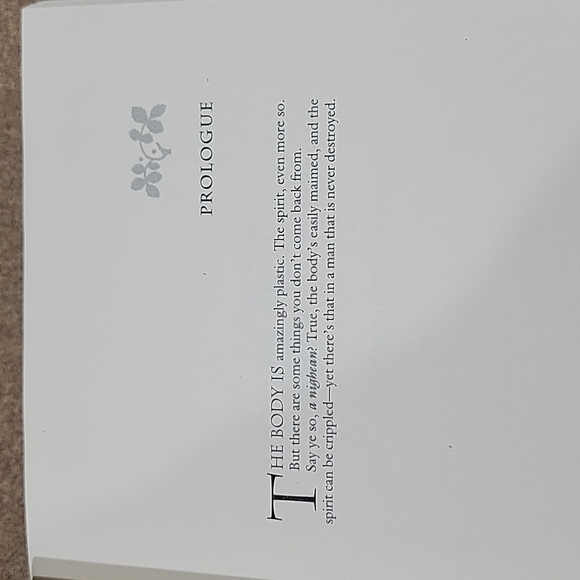 PROLOGUE
THE BODY IS amazingly plastic. The spirit, even more so.
But there are some things you don't come back from.
Say ye so, a nighean? True, the body's easily maimed, and the
spirit can be crippled—yet there's that in a man that is never destroyed.